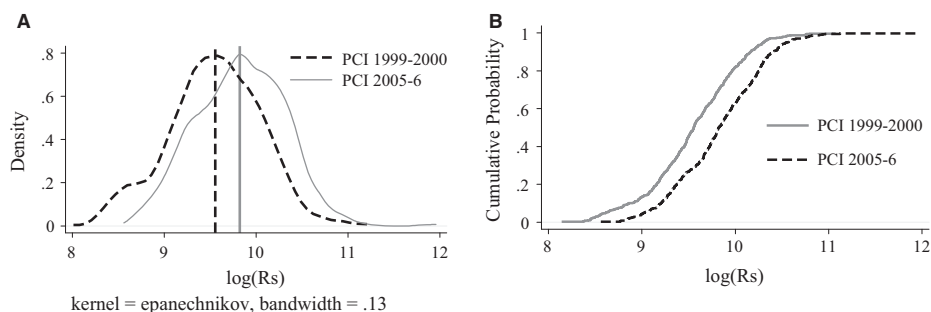 A
Density
.8
.6
.4
.2
0
8 9 10 11 12
log(Rs)
PCI 1999-2000
PCI 2005-6
kernel = epanechnikov, bandwidth = .13
B
Cumulative Probability
1
.8
.6
.4
.2
0
8 9 10 11 12
log(Rs)
PCI 1999-2000
PCI 2005-6